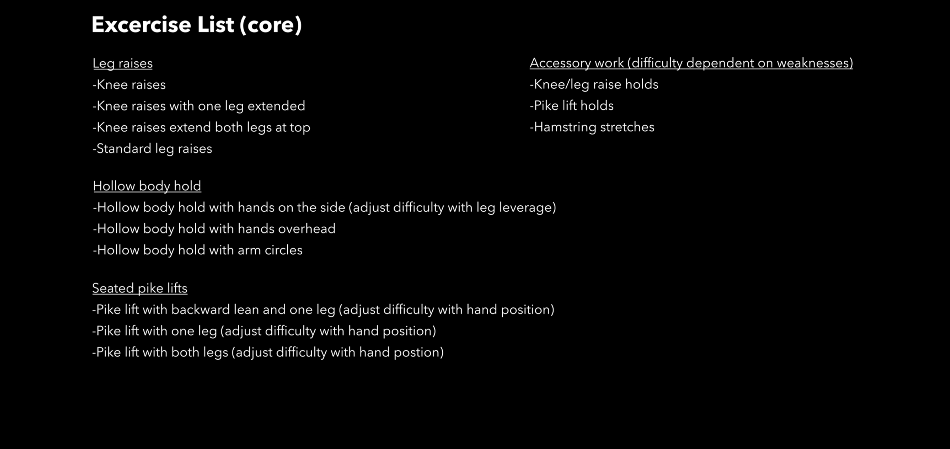 Excercise List (core)
Leg raises
-Knee raises
-Knee raises with one leg extended
-Knee raises extend both legs at top
-Standard leg raises
Hollow body hold
-Hollow body hold with hands on the side (adjust difficulty with leg leverage)
-Hollow body hold with hands overhead
-Hollow body hold with arm circles
Seated pike lifts
-Pike lift with backward lean and one leg (adjust difficulty with hand position)
-Pike lift with one leg (adjust difficulty with hand position)
-Pike lift with both legs (adjust difficulty with hand postion)
Accessory work (difficulty dependent on weaknesses)
-Knee/leg raise holds
-Pike lift holds
-Hamstring stretches